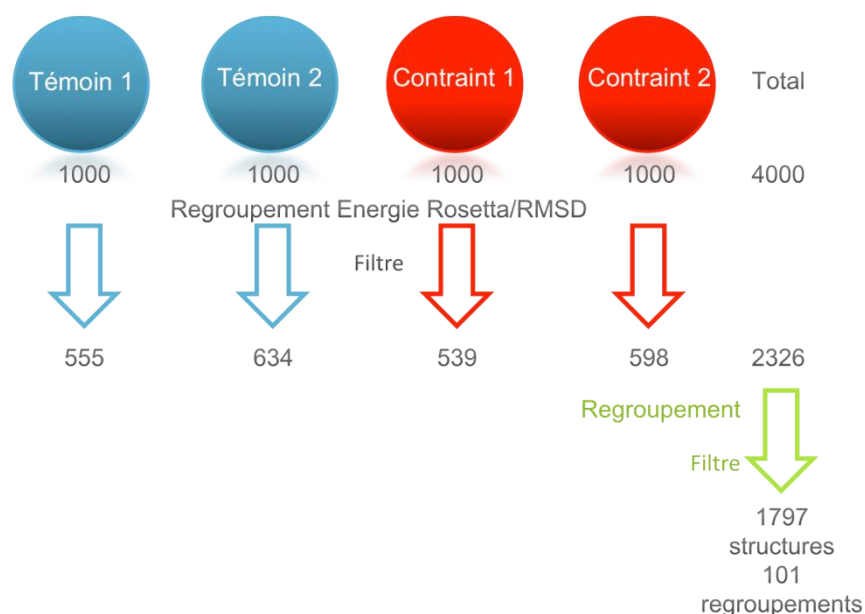 Témoin 1 Témoin 2 Contraint 1 Contraint 2 Total
1000 1000 1000 1000 4000
Regroupement Energie Rosetta/RMSD
Filtre
555 634 539 598 2326
Regroupement
Filtre
1797
structures
101
regroupements